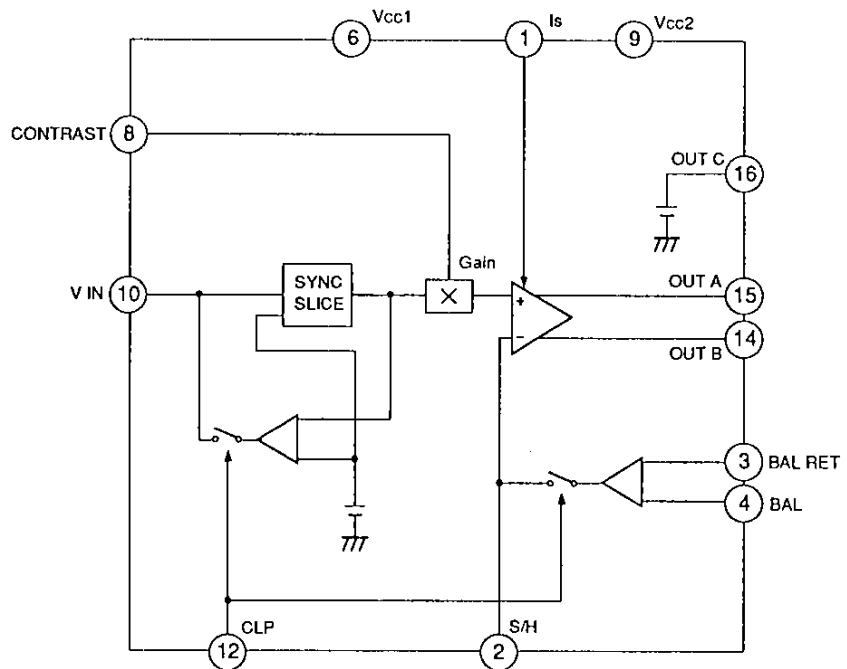 Vcc1
Is
Vcc2
6
1
9
CONTRAST
8
OUT C
16
Gain
V IN
10
SYNC
SLICE
×
+
−
OUT A
15
14
OUT B
3
BAL RET
4
BAL
CLP
12
S/H
2